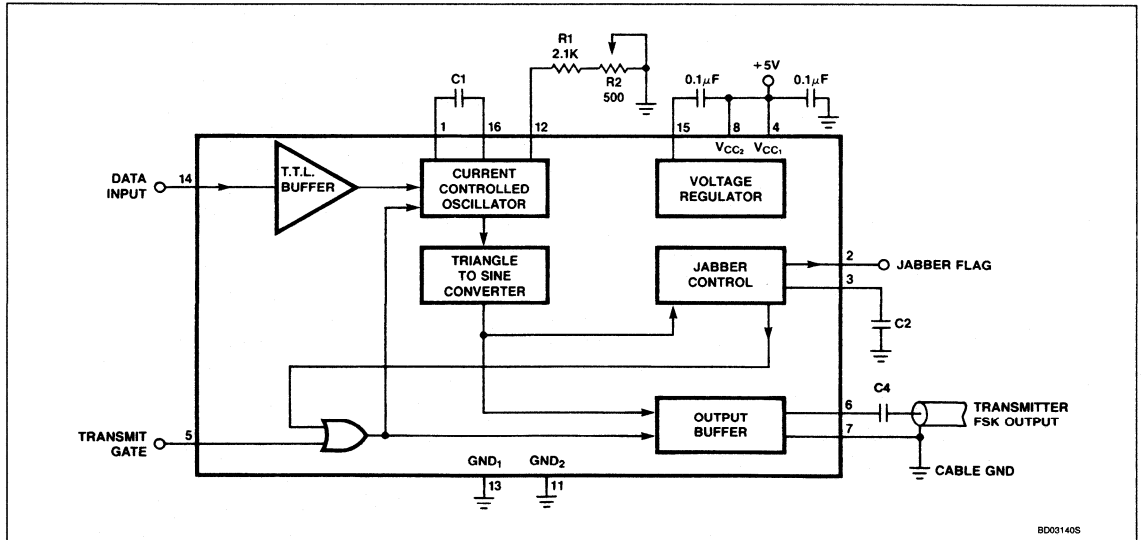 R1
2.1K
R2
500
C1
0.1μF
+5V
0.1μF
1
16
12
15
8
4
VCC2
VCC1
DATA
INPUT
14
T.T.L.
BUFFER
CURRENT
CONTROLLED
OSCILLATOR
VOLTAGE
REGULATOR
TRIANGLE
TO SINE
CONVERTER
JABBER
CONTROL
2
JABBER FLAG
3
C2
C4
TRANSMIT
GATE
5
OUTPUT
BUFFER
6
7
TRANSMITTER
FSK OUTPUT
GND1
GND2
13
11
CABLE GND
BD03140S